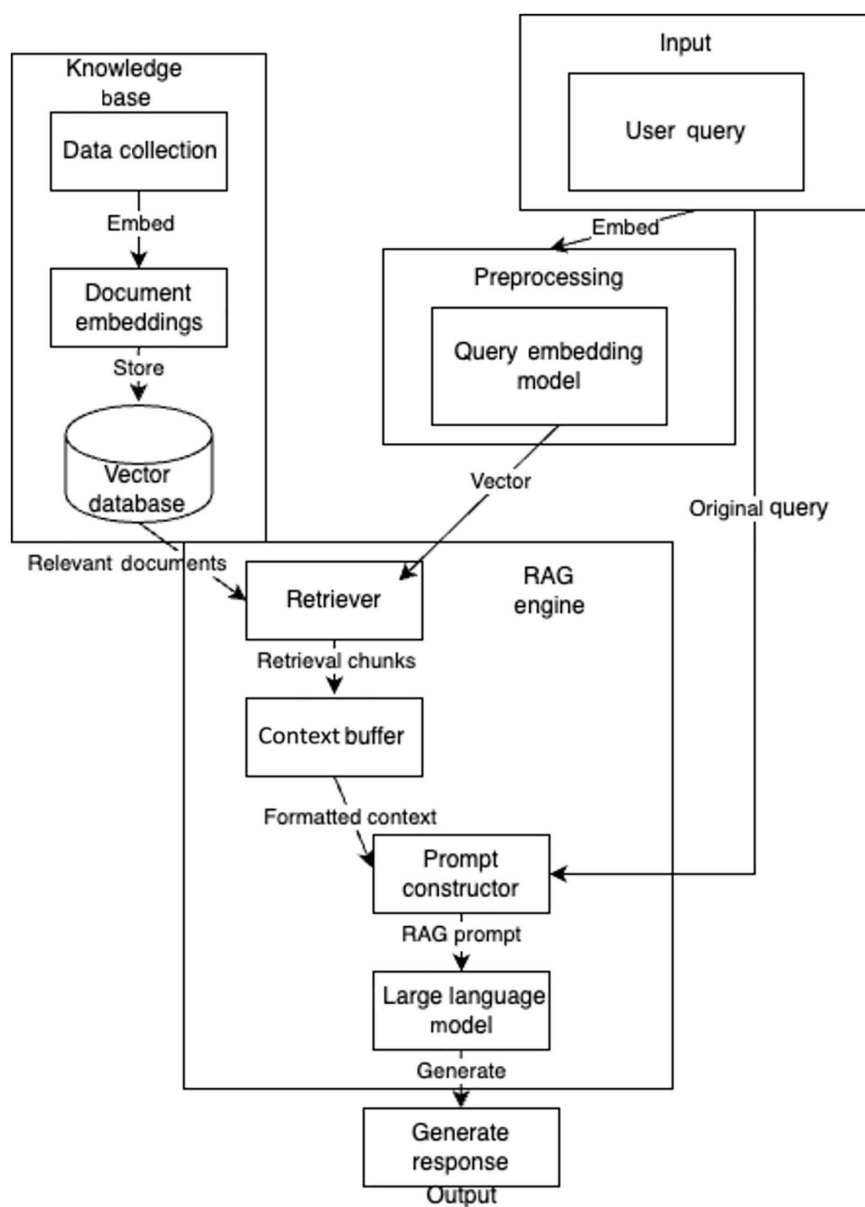 Knowledge
base
Data collection
Embed
Document
embeddings
Store
Vector
database
Relevant documents
Input
User query
Embed
Preprocessing
Query embedding
model
Vector
Original query
RAG
engine
Retriever
Retrieval chunks
Context buffer
Formatted context
Prompt
constructor
RAG prompt
Large language
model
Generate
Generate
response
Output